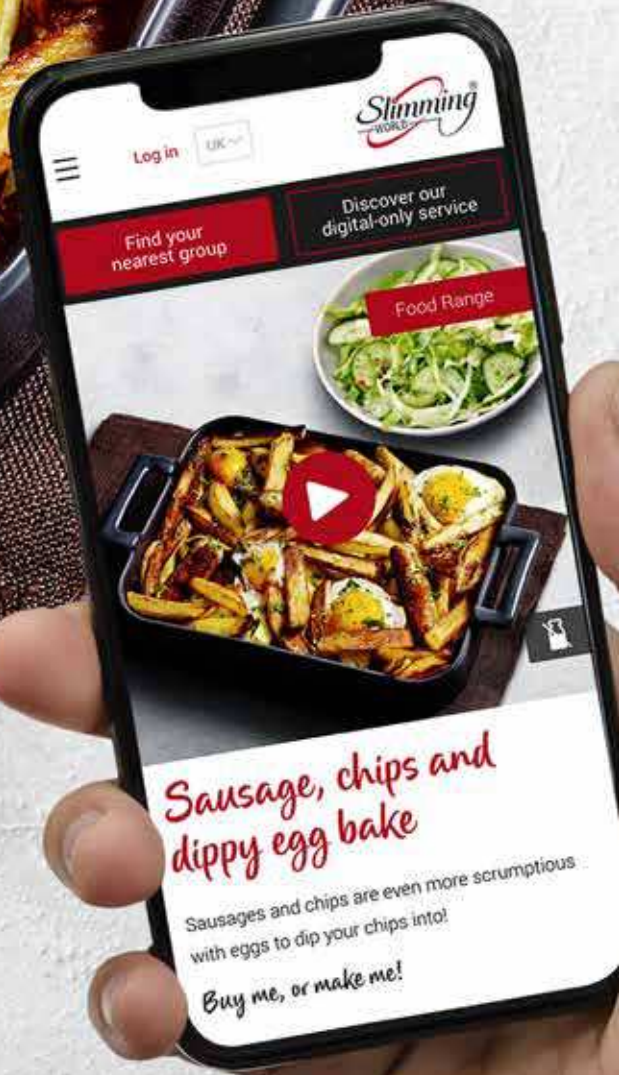 Slimming
WORLD
Log in
UK
Find your
nearest group
Discover our
digital-only service
Food Range
Sausage, chips and
dippy egg bake
Sausages and chips are even more scrumptious
with eggs to dip your chips into!
Buy me, or make me!